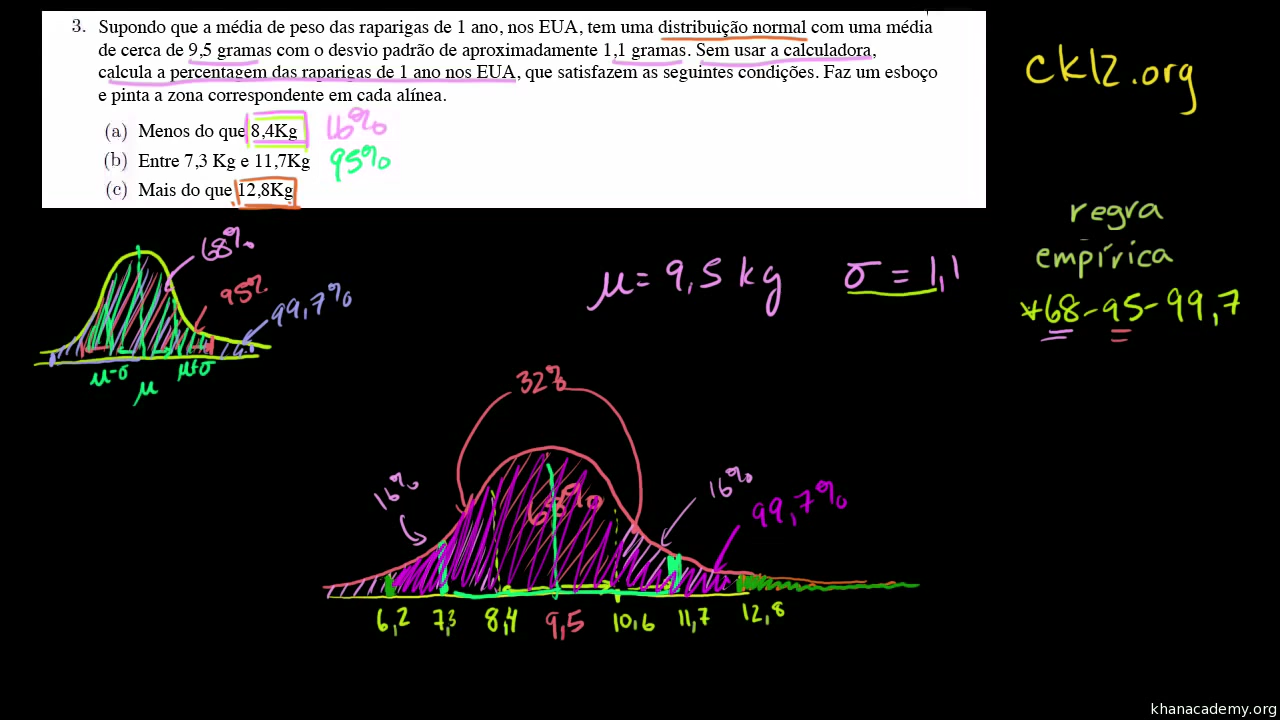 3. Supondo que a média de peso das raparigas de 1 ano, nos EUA, tem uma distribuição normal com uma média
de cerca de 9,5 gramas com o desvio padrão de aproximadamente 1,1 gramas. Sem usar a calculadora,
calcula a percentagem das raparigas de 1 ano nos EUA, que satisfazem as seguintes condições. Faz um esboço
e pinta a zona correspondente em cada alínea.
(a) Menos do que 8,4Kg 16%
(b) Entre 7,3 Kg e 11,7Kg 95%
(c) Mais do que 12,8Kg
ck12.org
regra
empírica
*68-95-99,7
68%
95%
99,7%
μ-σ μ μ+σ
μ=9,5 kg σ=1,1
32%
16% 68% 16% 99,7%
6,2 7,3 8,4 9,5 10,6 11,7 12,8
khanacademy.org